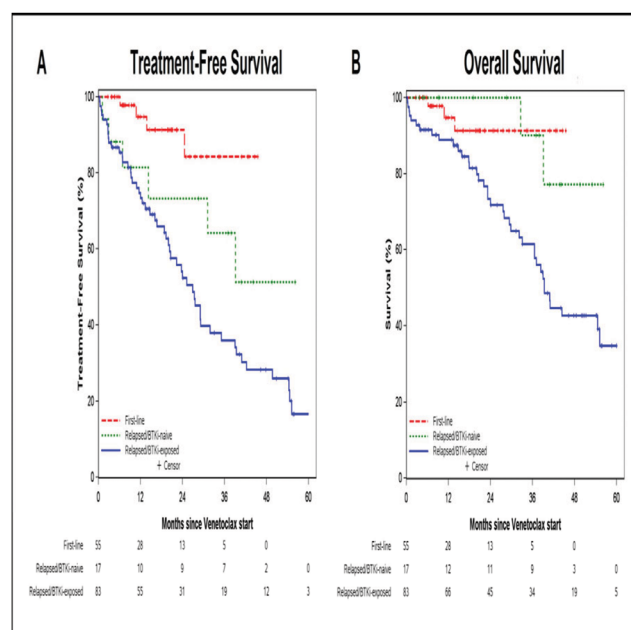 A Treatment-Free Survival
Treatment-Free Survival (%)
100
80
60
40
20
0
First-line
Relapsed/BTKi-naive
Relapsed/BTKi-exposed
+ Censor
0 12 24 36 48 60
Months since Venetoclax start
First-line 55 28 13 5 0
Relapsed/BTKi-naive 17 10 9 7 2 0
Relapsed/BTKi-exposed 83 55 31 19 12 3
B Overall Survival
Survival (%)
100
80
60
40
20
0
First-line
Relapsed/BTKi-naive
Relapsed/BTKi-exposed
+ Censor
0 12 24 36 48 60
Months since Venetoclax start
First-line 55 28 13 5 0
Relapsed/BTKi-naive 17 12 11 9 3 0
Relapsed/BTKi-exposed 83 66 45 34 19 5